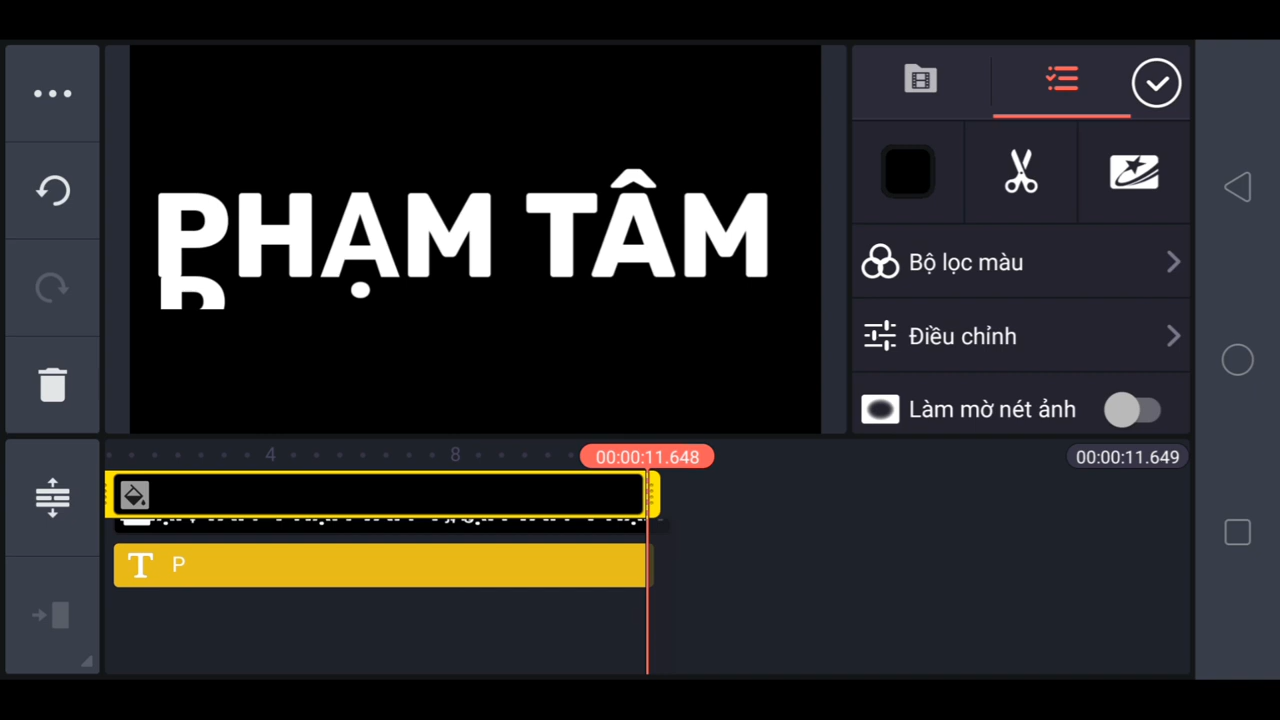 PHẠM TÂM
P
Bộ lọc màu
Điều chỉnh
Làm mờ nét ảnh
4
8
00:00:11.648
00:00:11.649
T P